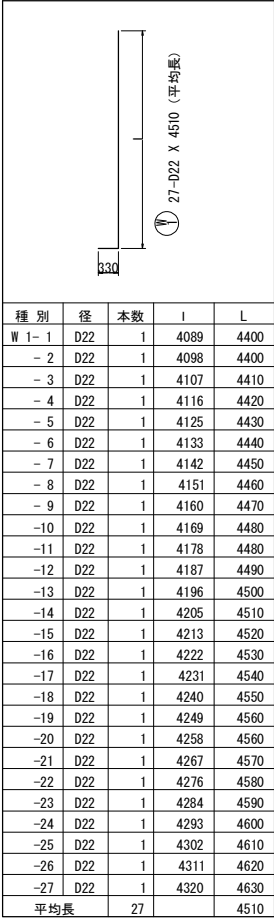 l
W1 27-D22 X 4510 (平均長)
330
種 別 径 本数 l L
W 1- 1 D22 1 4089 4400
- 2 D22 1 4098 4400
- 3 D22 1 4107 4410
- 4 D22 1 4116 4420
- 5 D22 1 4125 4430
- 6 D22 1 4133 4440
- 7 D22 1 4142 4450
- 8 D22 1 4151 4460
- 9 D22 1 4160 4470
-10 D22 1 4169 4480
-11 D22 1 4178 4480
-12 D22 1 4187 4490
-13 D22 1 4196 4500
-14 D22 1 4205 4510
-15 D22 1 4213 4520
-16 D22 1 4222 4530
-17 D22 1 4231 4540
-18 D22 1 4240 4550
-19 D22 1 4249 4560
-20 D22 1 4258 4560
-21 D22 1 4267 4570
-22 D22 1 4276 4580
-23 D22 1 4284 4590
-24 D22 1 4293 4600
-25 D22 1 4302 4610
-26 D22 1 4311 4620
-27 D22 1 4320 4630
平均長 27 4510